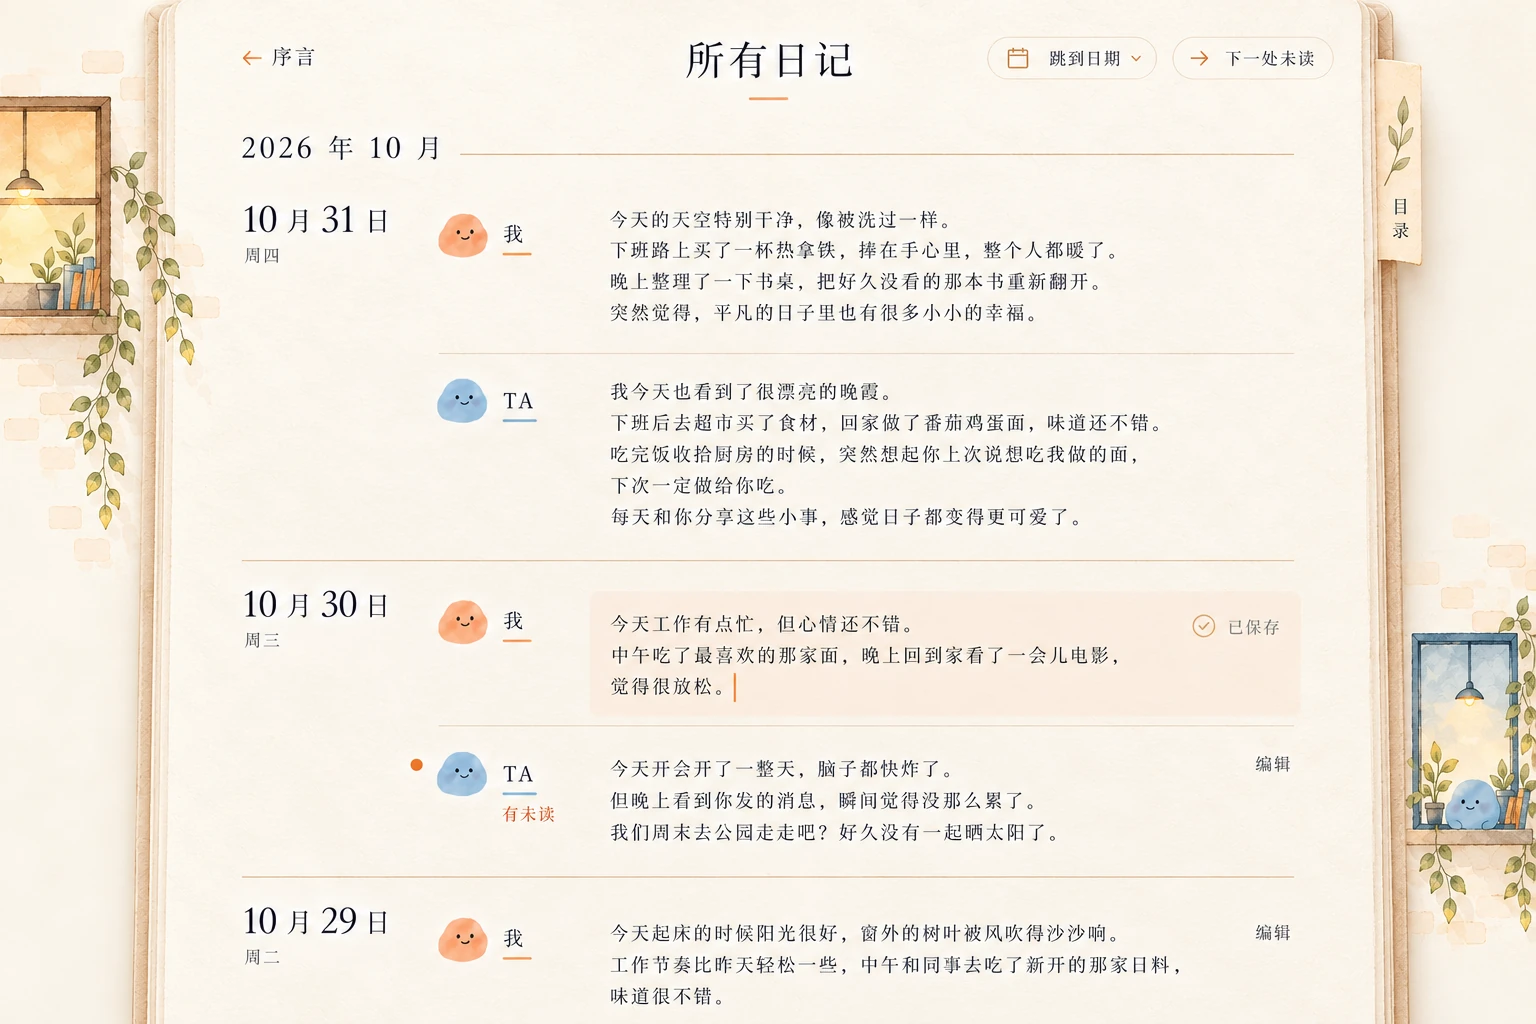 序言
所有日记
跳到日期
下一处未读
目录
2026 年 10 月
10 月 31 日
周四
我
今天的天空特别干净，像被洗过一样。
下班路上买了一杯热拿铁，捧在手心里，整个人都暖了。
晚上整理了一下书桌，把好久没看的那本书重新翻开。
突然觉得，平凡的日子里也有很多小小的幸福。
TA
我今天也看到了很漂亮的晚霞。
下班后去超市买了食材，回家做了番茄鸡蛋面，味道还不错。
吃完饭收拾厨房的时候，突然想起你上次说想吃我做的面，
下次一定做给你吃。
每天和你分享这些小事，感觉日子都变得更可爱了。
10 月 30 日
周三
我
今天工作有点忙，但心情还不错。
中午吃了最喜欢的那家面，晚上回到家看了一会儿电影，
觉得很放松。
已保存
TA
有未读
今天开会开了一整天，脑子都快炸了。
但晚上看到你发的消息，瞬间觉得没那么累了。
我们周末去公园走走吧？好久没有一起晒太阳了。
编辑
10 月 29 日
周二
我
今天起床的时候阳光很好，窗外的树叶被风吹得沙沙响。
工作节奏比昨天轻松一些，中午和同事去吃了新开的那家日料，
味道很不错。
编辑